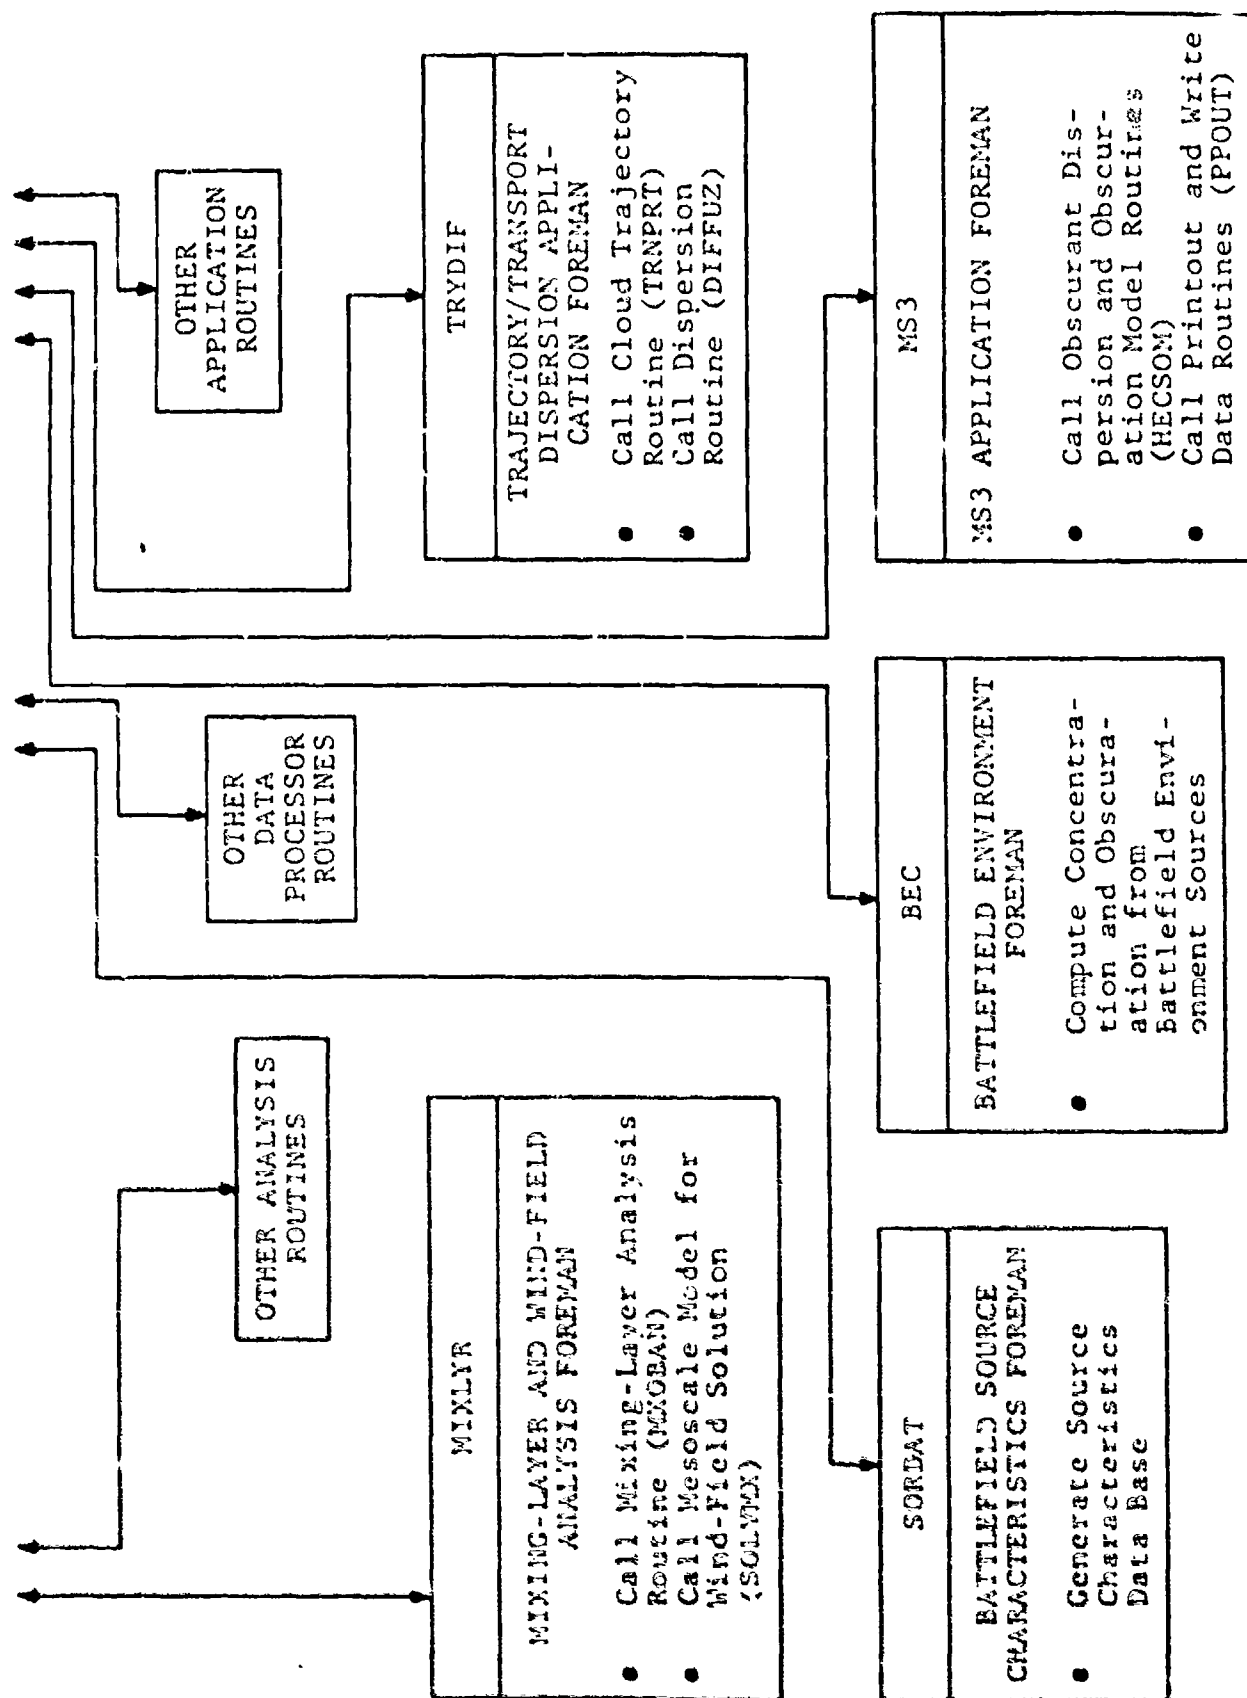 OTHER ANALYSIS
ROUTINES
OTHER
DATA
PROCESSOR
ROUTINES
OTHER
APPLICATION
ROUTINES
MIXLYR
MIXING-LAYER AND WIND-FIELD
ANALYSIS FOREMAN
• Call Mixing-Layer Analysis
Routine (MXOBAN)
• Call Mesoscale Model for
Wind-Field Solution
(SOLVMX)
TRYDIF
TRAJECTORY/TRANSPORT
DISPERSION APPLI-
CATION FOREMAN
• Call Cloud Trajectory
Routine (TRNPRT)
• Call Dispersion
Routine (DIFFUZ)
SORDAT
BATTLEFIELD SOURCE
CHARACTERISTICS FOREMAN
• Generate Source
Characteristics
Data Base
BEC
BATTLEFIELD ENVIRONMENT
FOREMAN
• Compute Concentra-
tion and Obscur-
ation from
Battlefield Envi-
onment Sources
MS3
MS3 APPLICATION FOREMAN
• Call Obscurant Dis-
persion and Obscur-
ation Model Routines
(HECSOM)
• Call Printout and Write
Data Routines (PPOUT)